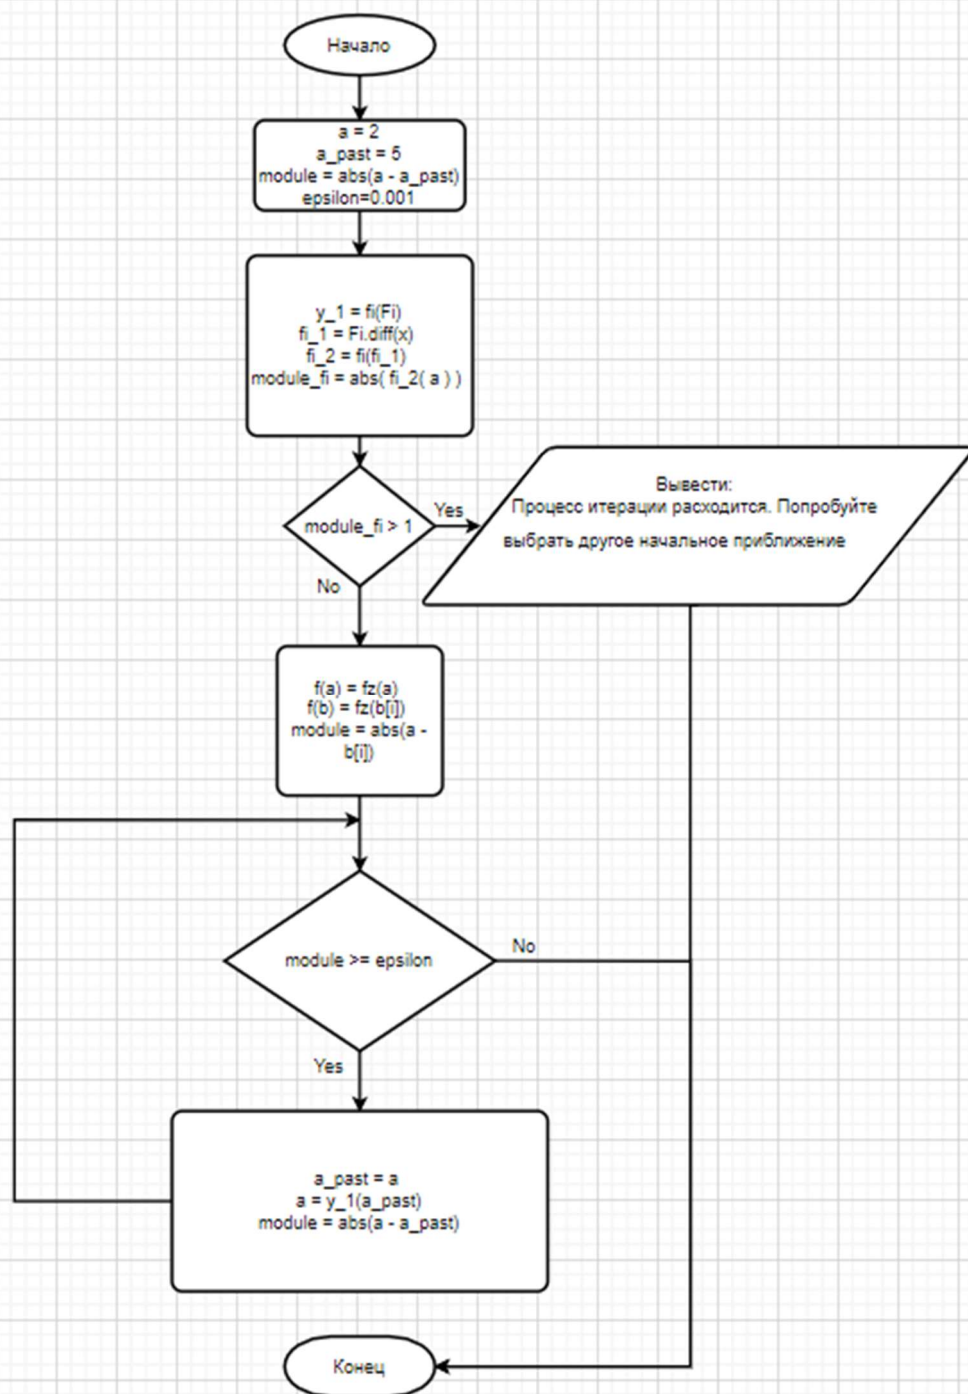 Начало
a = 2
a_past = 5
module = abs(a - a_past)
epsilon=0.001
y_1 = fi(Fi)
fi_1 = Fi.diff(x)
fi_2 = fi(fi_1)
module_fi = abs( fi_2( a ) )
module_fi > 1
Yes
Вывести:
Процесс итерации расходится. Попробуйте
выбрать другое начальное приближение
No
f(a) = fz(a)
f(b) = fz(b[i])
module = abs(a -
b[i])
module >= epsilon
No
Yes
a_past = a
a = y_1(a_past)
module = abs(a - a_past)
Конец